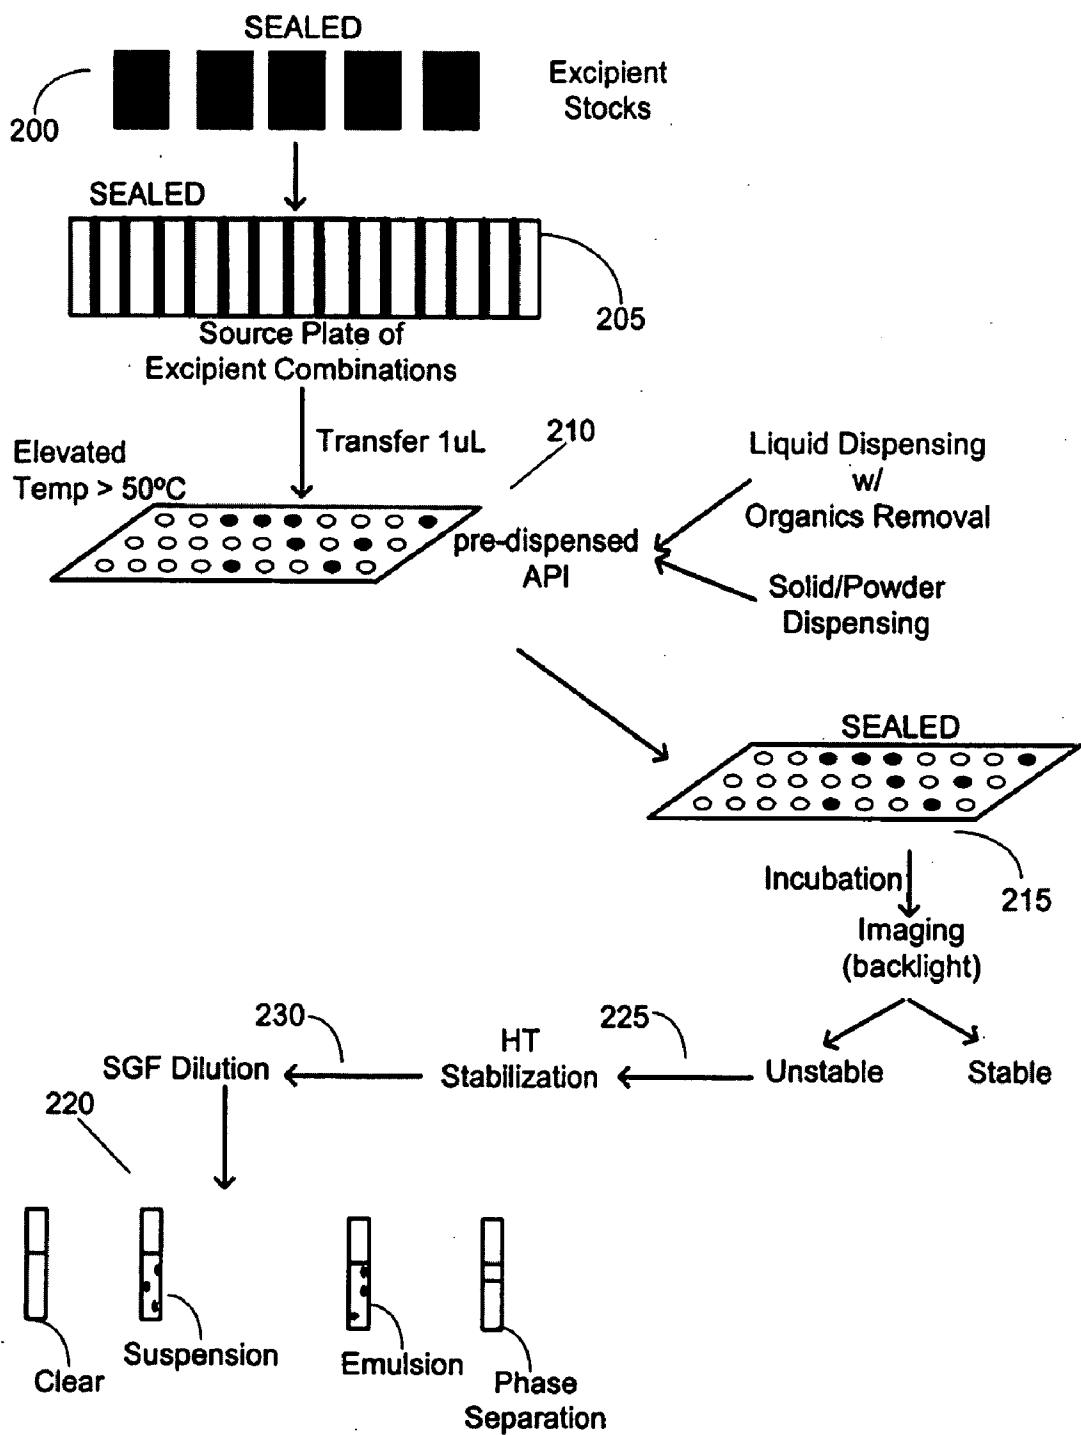 SEALED
Excipient
Stocks
200
SEALED
205
Source Plate of
Excipient Combinations
Transfer 1uL
210
Elevated
Temp > 50ºC
Liquid Dispensing
w/
Organics Removal
pre-dispensed
API
Solid/Powder
Dispensing
SEALED
215
Incubation
Imaging
(backlight)
Unstable
Stable
225
HT
Stabilization
230
SGF Dilution
220
Clear
Suspension
Emulsion
Phase
Separation